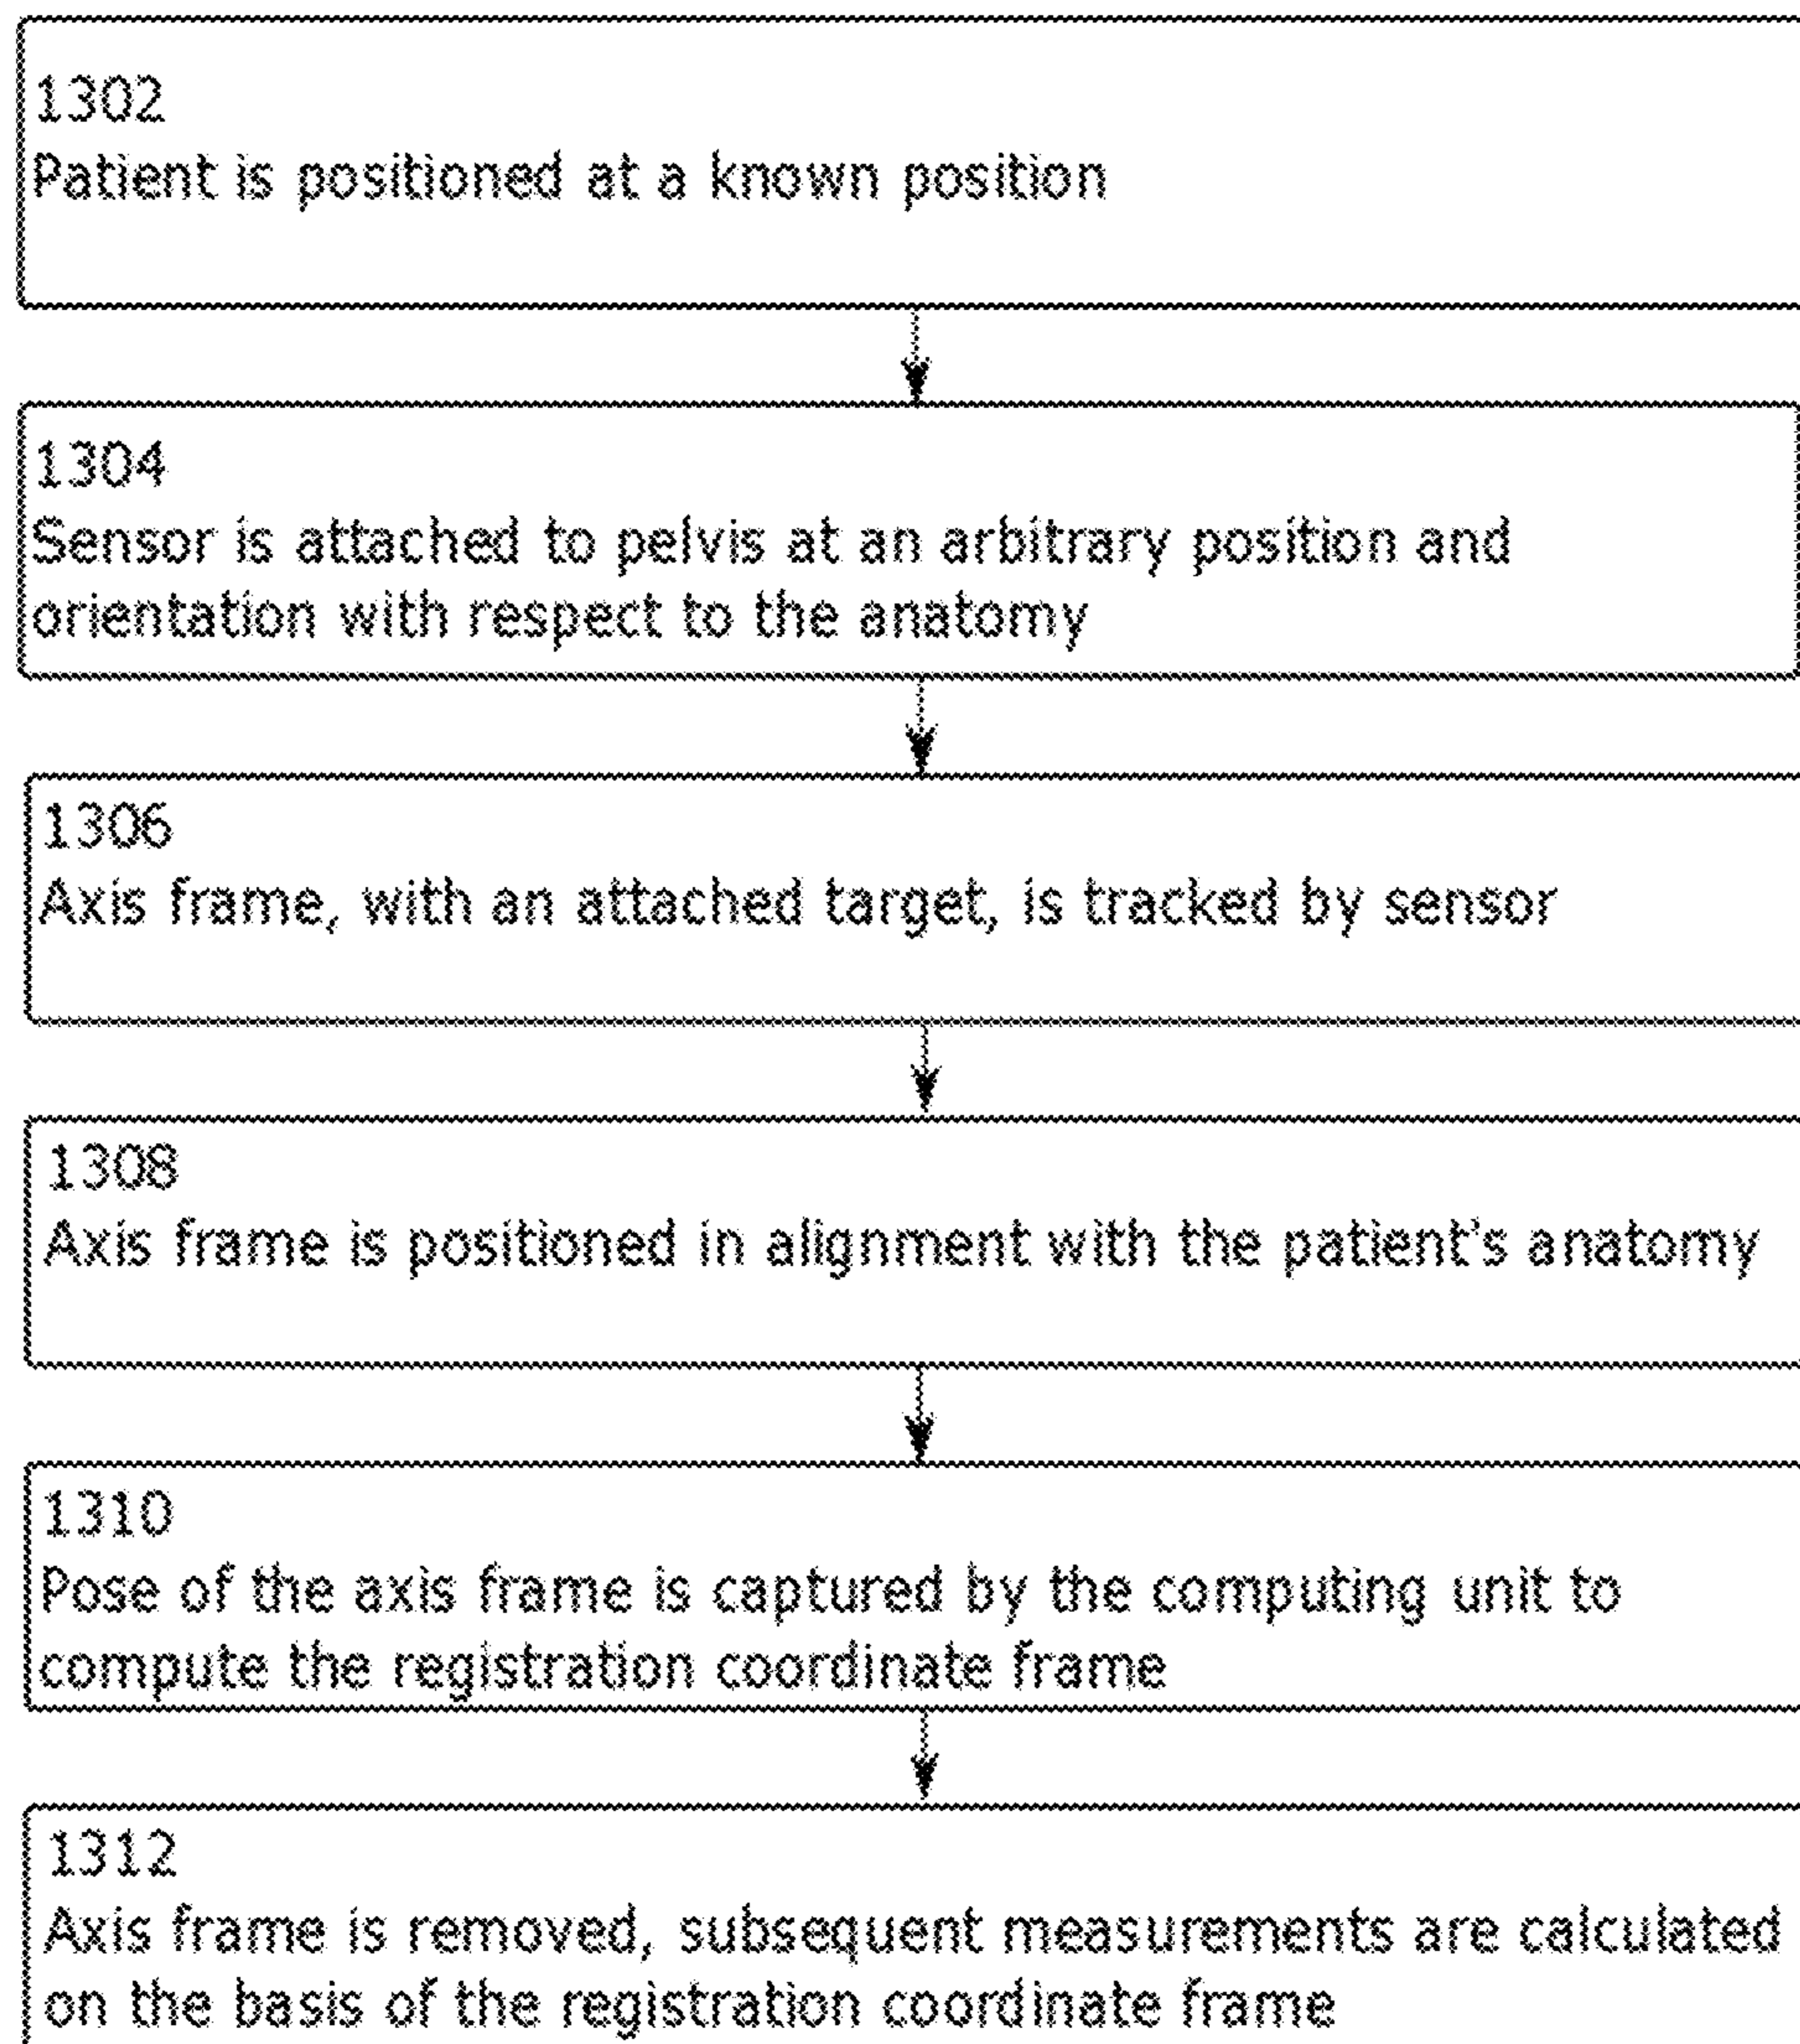 1302
Patient is positioned at a known position
1304
Sensor is attached to pelvis at an arbitrary position and
orientation with respect to the anatomy
1306
Axis frame, with an attached target, is tracked by sensor
1308
Axis frame is positioned in alignment with the patient's anatomy
1310
Pose of the axis frame is captured by the computing unit to
compute the registration coordinate frame
1312
Axis frame is removed, subsequent measurements are calculated
on the basis of the registration coordinate frame